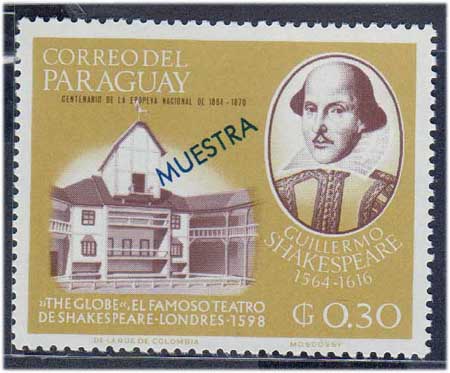 CORREO DEL
PARAGUAY
CENTENARIO DE LA EPOPEYA NACIONAL DE 1864 - 1870
MUESTRA
GUILLERMO
SHAKESPEARE
1564-1616
»THE GLOBE«, EL FAMOSO TEATRO
DE SHAKESPEARE-LONDRES-1598
₲ 0.30
DE LA RUE DE COLOMBIA